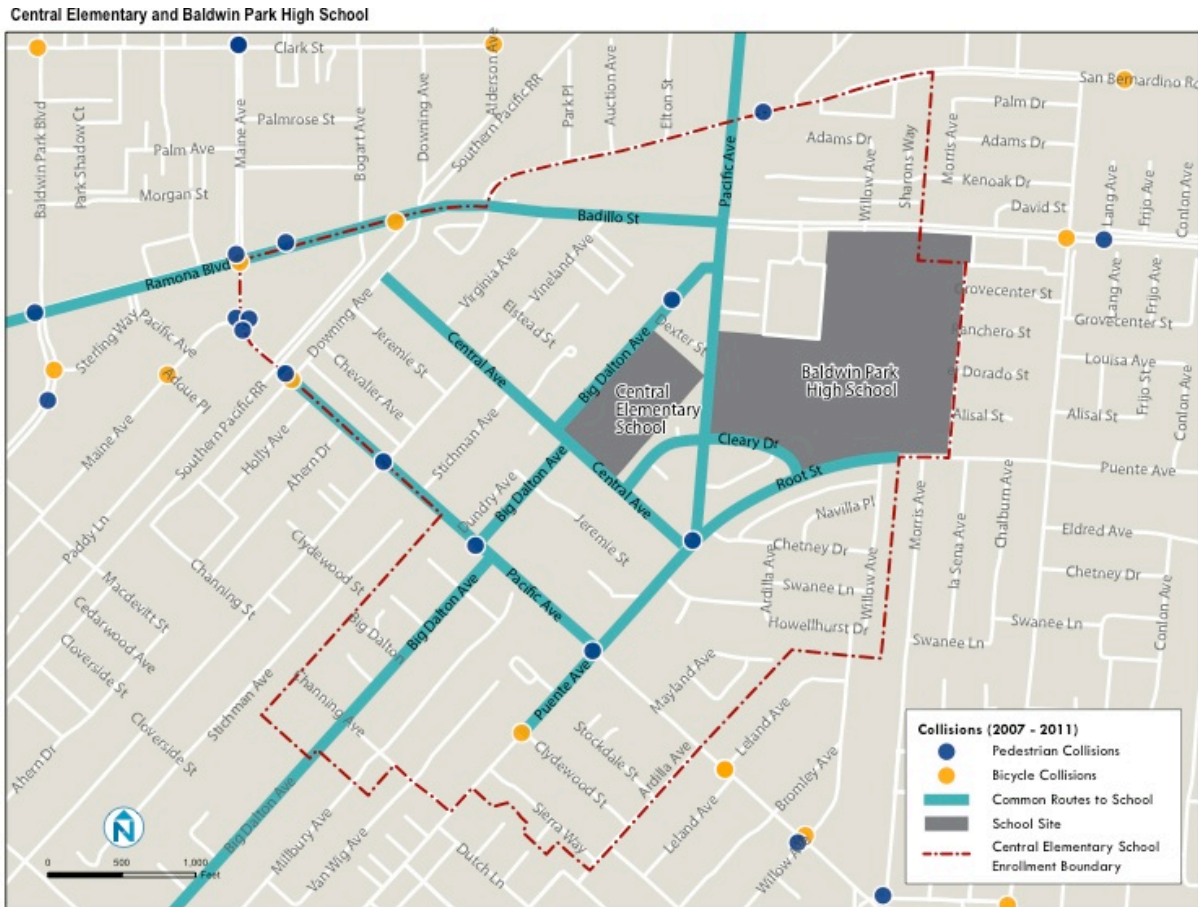 Central Elementary and Baldwin Park High School
Clark St
Alderson Ave
San Bernardino Rd
Baldwin Park Blvd
Park Shadow Ct
Maine Ave
Palmrose St
Bogart Ave
Downing Ave
Southern Pacific RR
Park Pl
Auction Ave
Elton St
Pacific Ave
Palm Dr
Adams Dr
Adams Dr
Willow Ave
Sharons Way
Morris Ave
Kenoak Dr
David St
Lang Ave
Frijo Ave
Conlon Ave
Palm Ave
Morgan St
Badillo St
Ramona Blvd
Virginia Ave
Vineland Ave
Elstead St
Dexter St
Grovecenter St
Lang Ave
Frijo Ave
Grovecenter St
Ranchero St
Louisa Ave
Sterling Way
Pacific Ave
Adoue Pl
Downing Ave
Jeremie St
Chevalier Ave
Central Ave
Big Dalton Ave
Central
Elementary
School
Baldwin Park
High School
el Dorado St
Frijo St
Conlon Ave
Alisal St
Alisal St
Maine Ave
Southern Pacific RR
Holly Ave
Ahern Dr
Stichman Ave
Cleary Dr
Root St
Puente Ave
Dundry Ave
Big Dalton Ave
Central Ave
Jeremie St
Navilla Pl
Morris Ave
la Sena Ave
Chalburn Ave
Eldred Ave
Paddy Ln
Macdevitt St
Channing St
Clydewood St
Chetney Dr
Chetney Dr
Ardilla Ave
Swanee Ln
Willow Ave
Howellhurst Dr
Swanee Ln
Swanee Ln
Conlon Ave
Cedarwood Ave
Cloverside St
Big Dalton
Big Dalton Ave
Pacific Ave
Stichman Ave
Channing Ave
Puente Ave
Mayland Ave
Leland Ave
Ahern Dr
Cloverside St
Clydewood St
Stockdale St
Ardilla Ave
Bromley Ave
Big Dalton Ave
Millbury Ave
Van Wig Ave
Dutch Ln
Sierra Way
Leland Ave
Willow Ave
N
0 500 1,000
Feet
Collisions (2007 - 2011)
Pedestrian Collisions
Bicycle Collisions
Common Routes to School
School Site
Central Elementary School
Enrollment Boundary